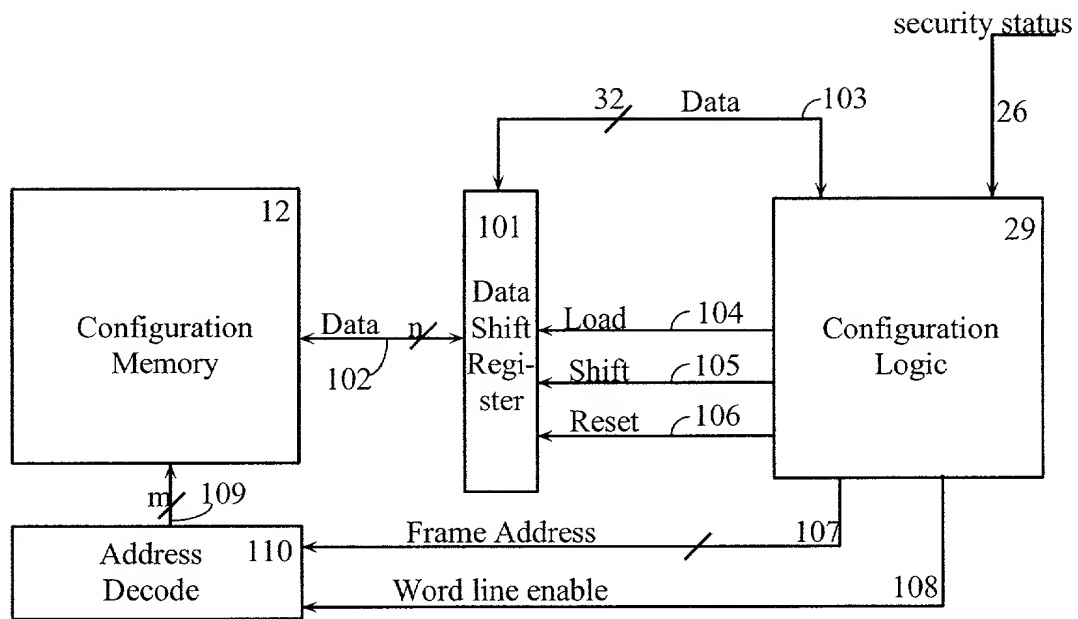 security status
32 Data 103
26
12
101
29
Data
Shift
Regi-
ster
Configuration
Memory
Data n
102
Load 104
Shift 105
Reset 106
Configuration
Logic
m 109
Address
Decode
110
Frame Address 107
Word line enable 108